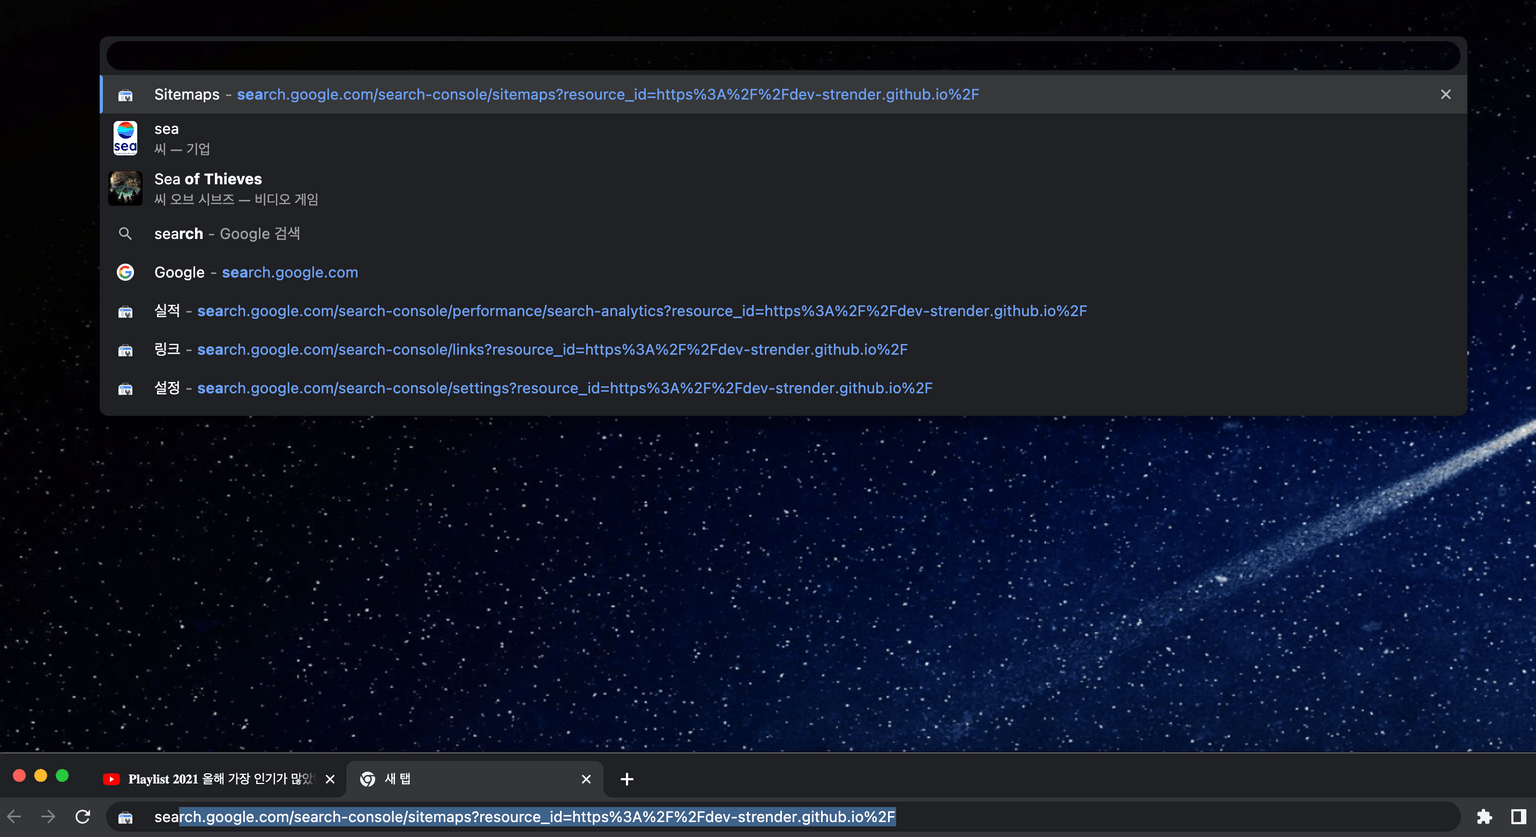 Sitemaps - search.google.com/search-console/sitemaps?resource_id=https%3A%2F%2Fdev-strender.github.io%2F
sea
sea
씨 — 기업
Sea of Thieves
씨 오브 시브즈 — 비디오 게임
search - Google 검색
Google - search.google.com
실적 - search.google.com/search-console/performance/search-analytics?resource_id=https%3A%2F%2Fdev-strender.github.io%2F
링크 - search.google.com/search-console/links?resource_id=https%3A%2F%2Fdev-strender.github.io%2F
설정 - search.google.com/search-console/settings?resource_id=https%3A%2F%2Fdev-strender.github.io%2F
Playlist 2021 올해 가장 인기가 많았
새 탭
search.google.com/search-console/sitemaps?resource_id=https%3A%2F%2Fdev-strender.github.io%2F